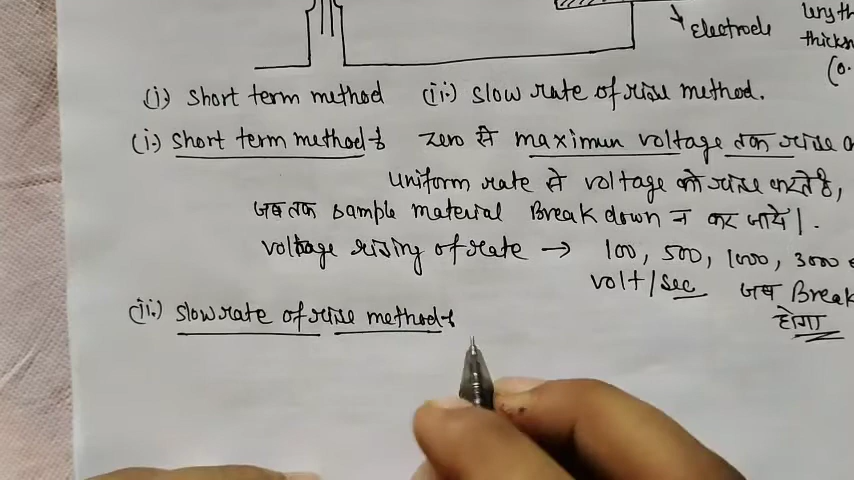 Electrode
length
(i) Short term method (ii) Slow rate of rise method.
(i) Short term method :- Zero से maximum voltage तक rise
uniform rate से voltage को rise करते है,
जब तक sample material Break down न कर जाये।
voltage rising of rate → 100, 500, 1000, 3000
volt/sec जब Break
होगा
(ii) Slow rate of rise method :-